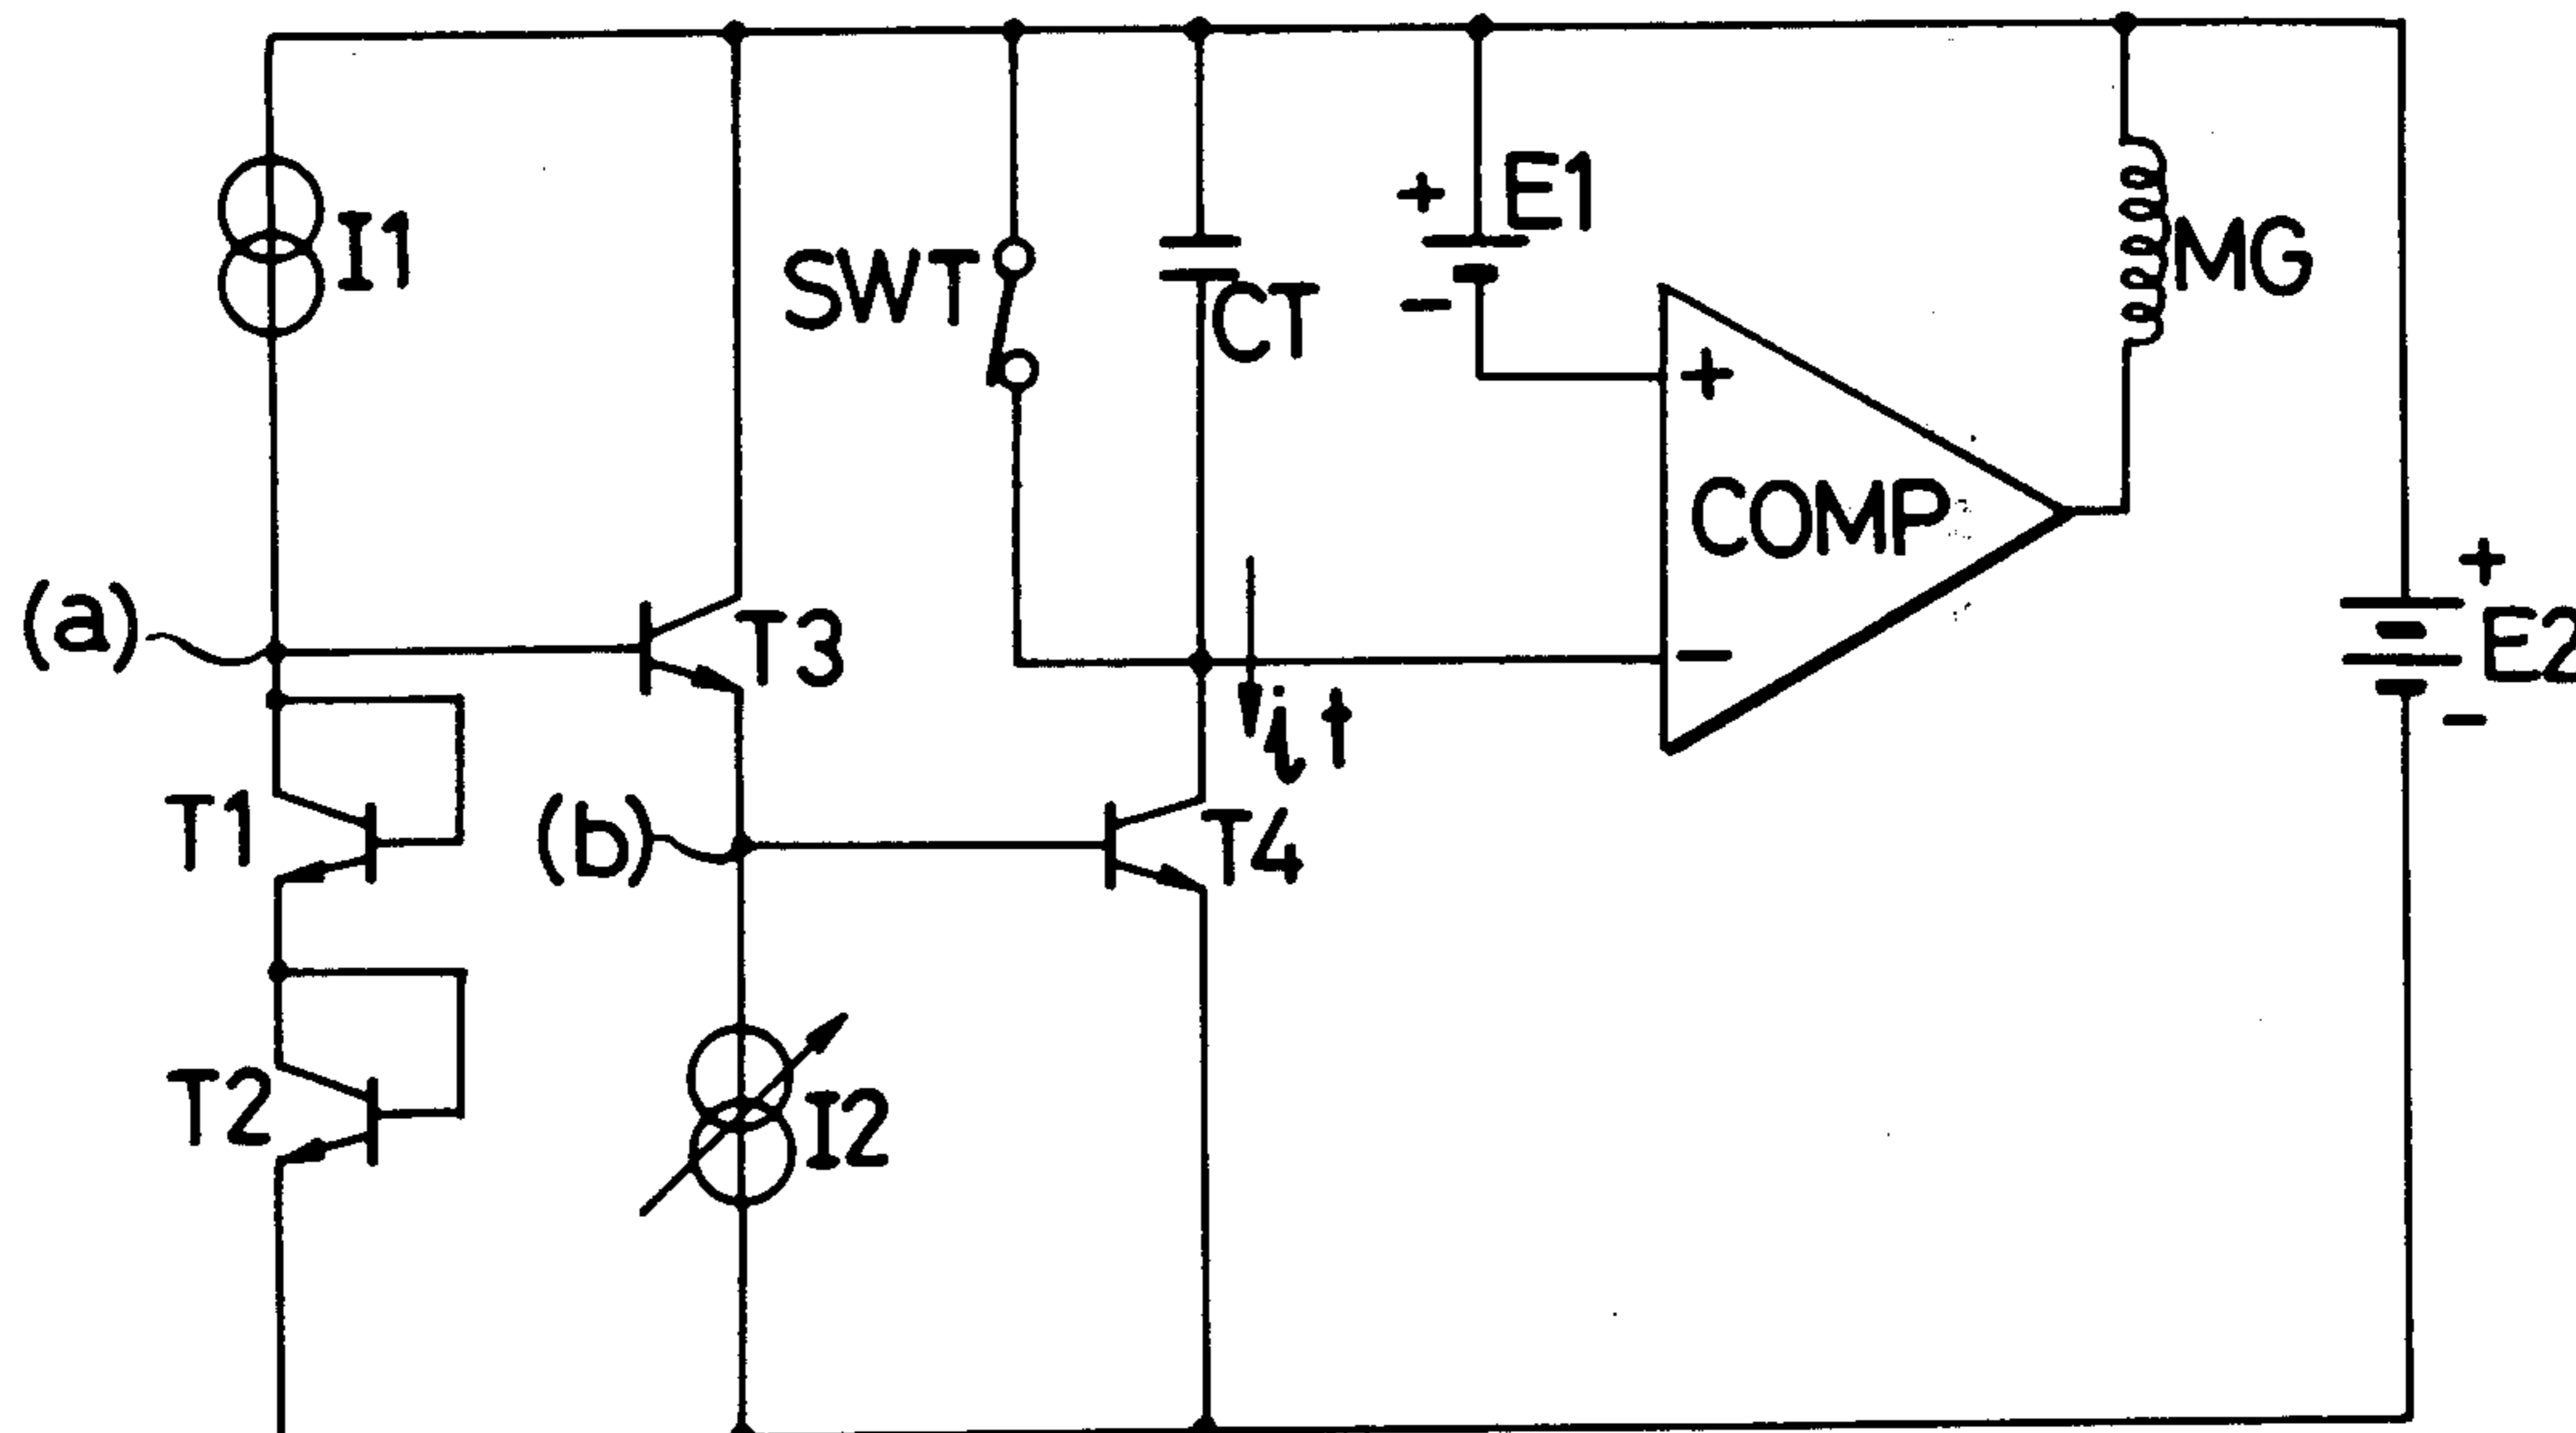 I1
SWT
CT
+
E1
-
MG
+
COMP
-
+
E2
-
(a)
T3
it
T1
(b)
T4
T2
I2